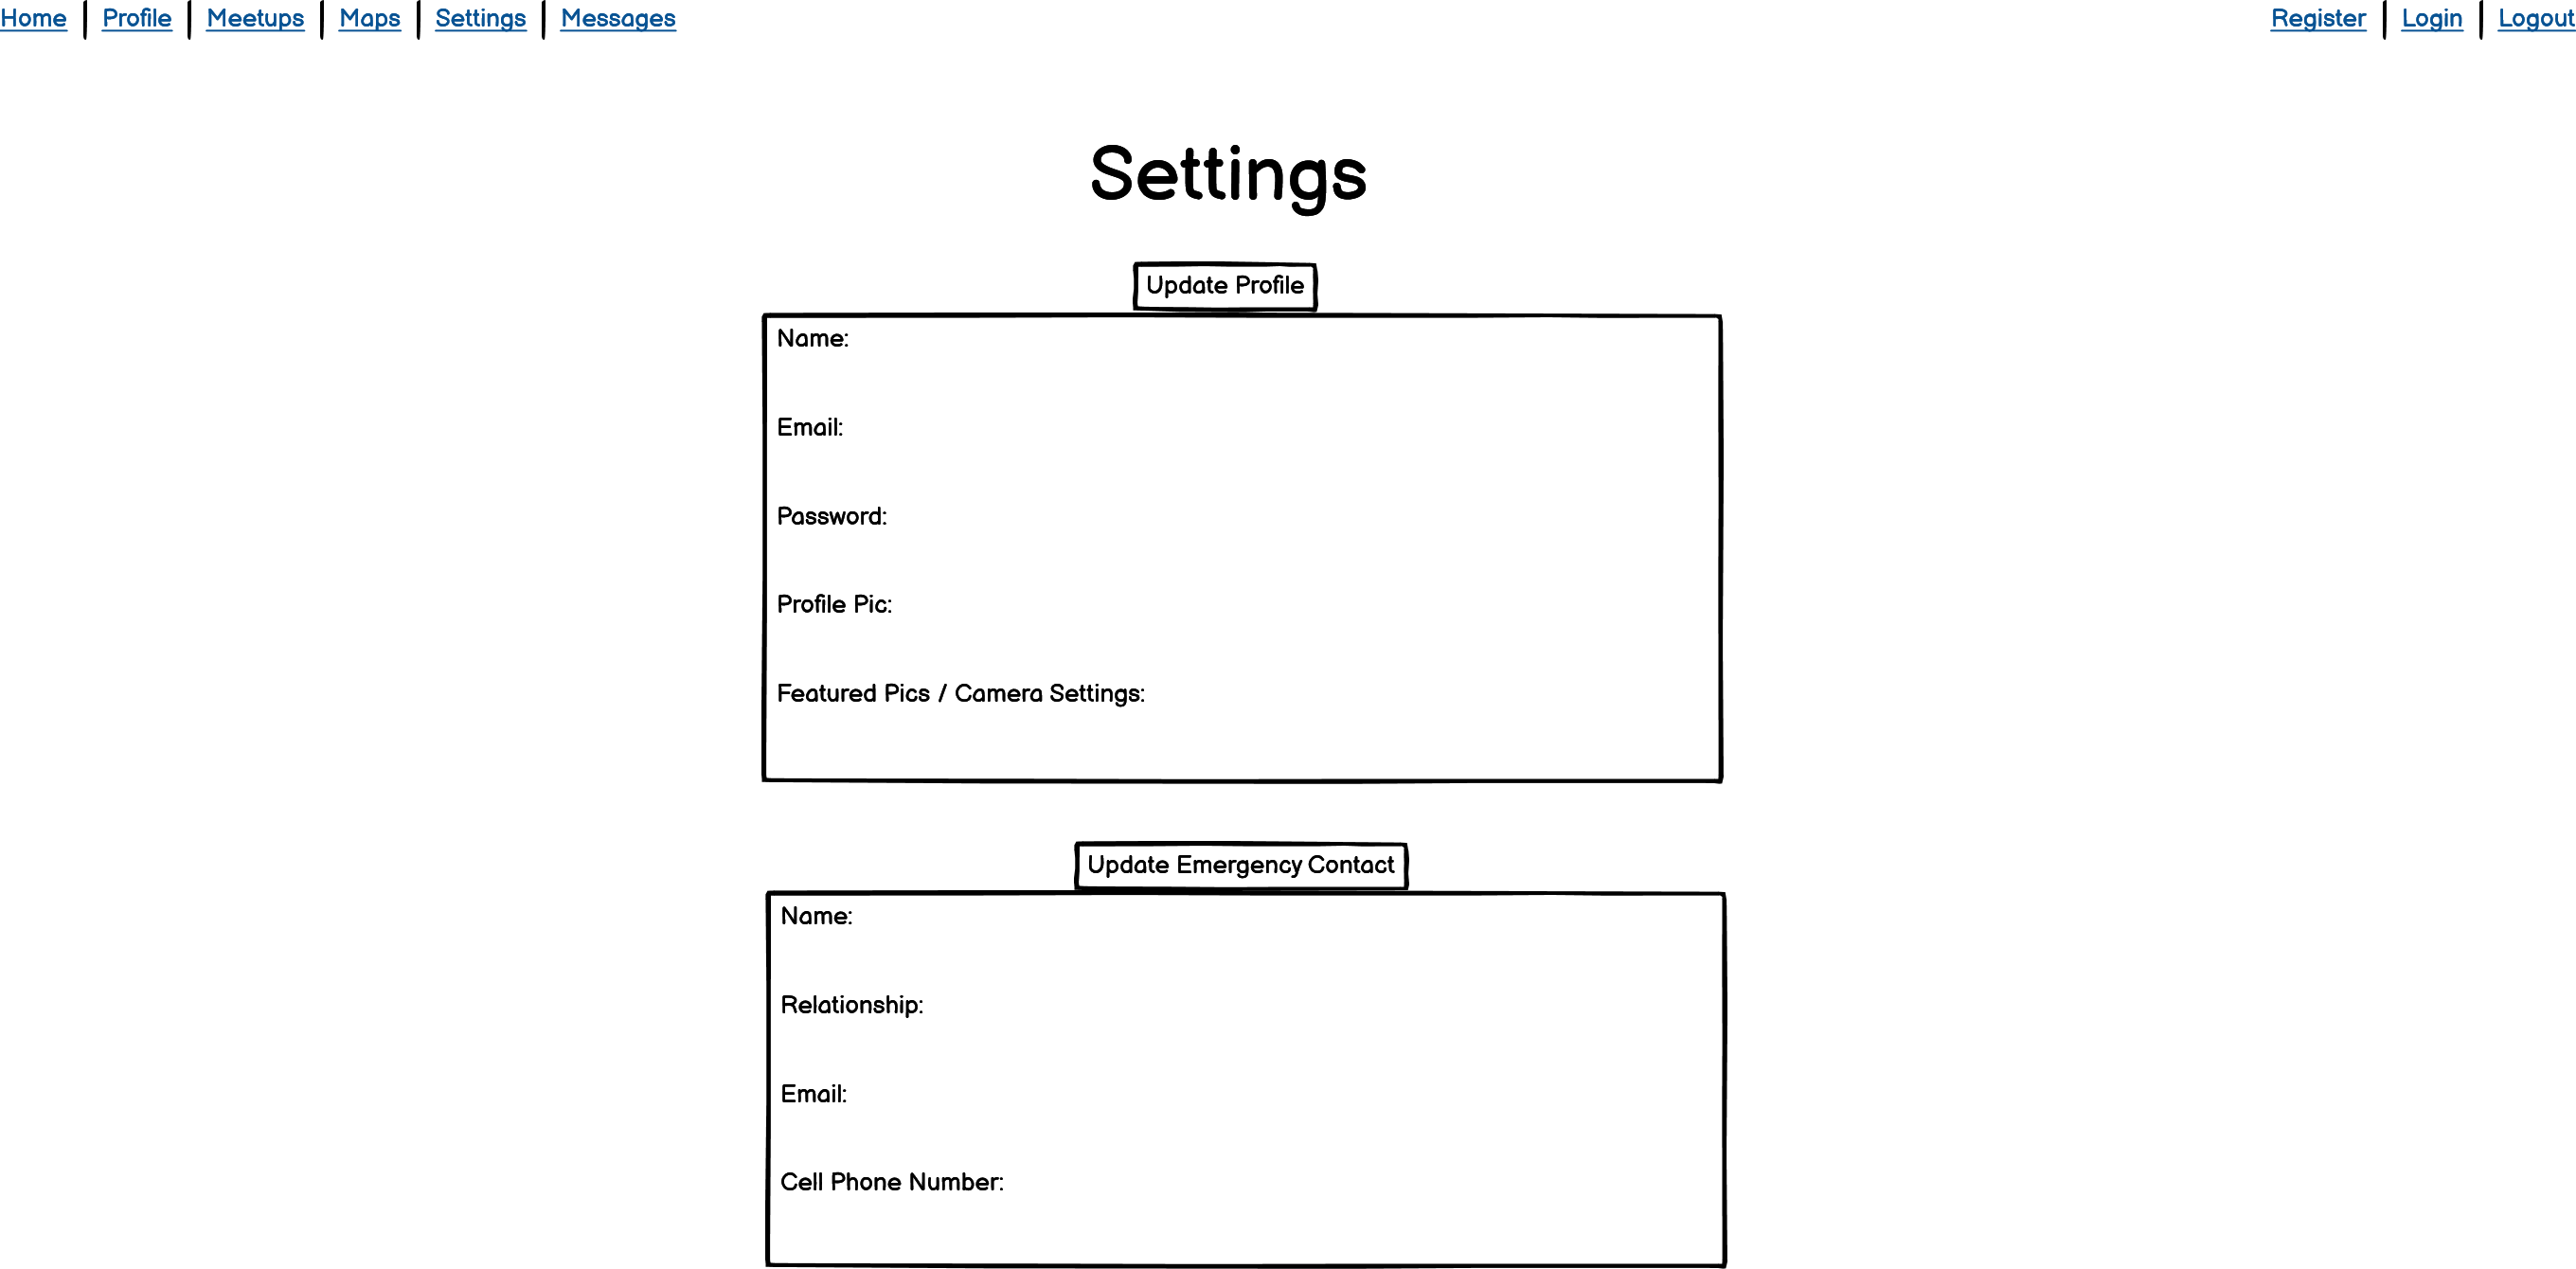 Home | Profile | Meetups | Maps | Settings | Messages Register | Login | Logout
Settings
Update Profile
Name:
Email:
Password:
Profile Pic:
Featured Pics / Camera Settings:
Update Emergency Contact
Name:
Relationship:
Email:
Cell Phone Number: